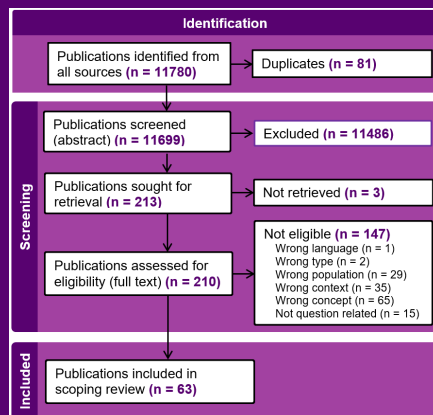 Identification
Publications identified from
all sources (n = 11780)
Duplicates (n = 81)
Screening
Publications screened
(abstract) (n = 11699)
Excluded (n = 11486)
Publications sought for
retrieval (n = 213)
Not retrieved (n = 3)
Publications assessed for
eligibility (full text) (n = 210)
Not eligible (n = 147)
Wrong language (n = 1)
Wrong type (n = 2)
Wrong population (n = 29)
Wrong context (n = 35)
Wrong concept (n = 65)
Not question related (n = 15)
Included
Publications included in
scoping review (n = 63)